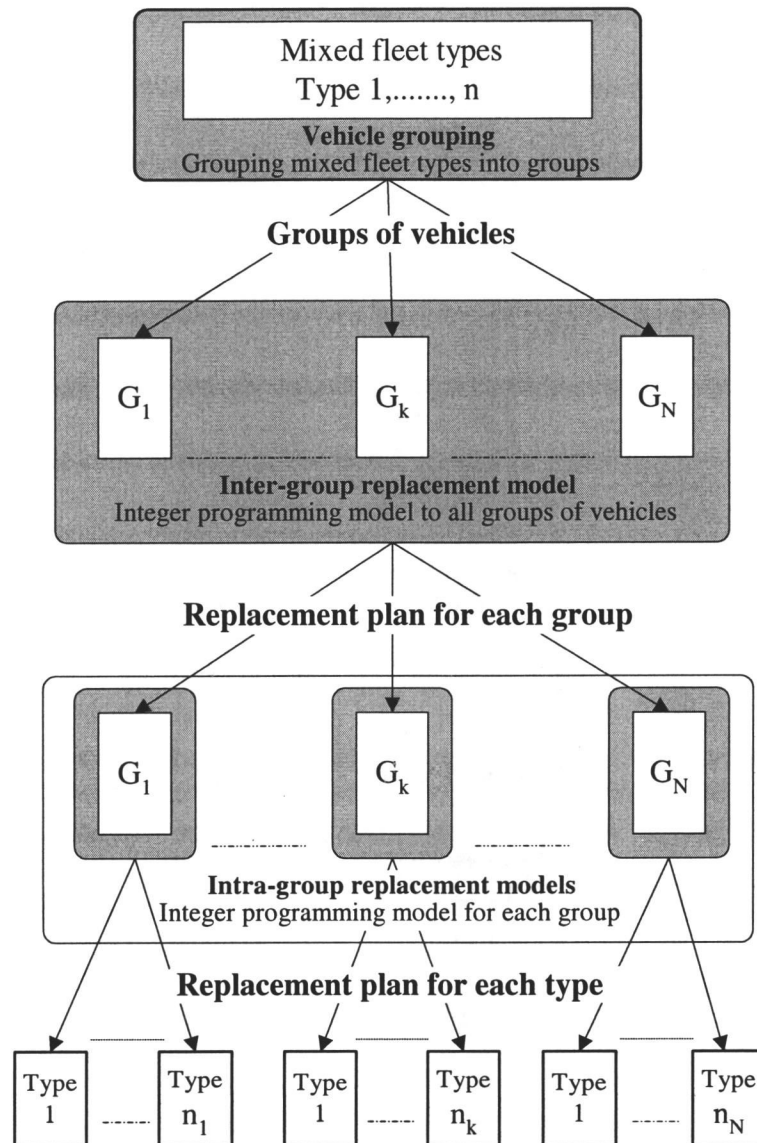 Mixed fleet types
Type 1,......., n
Vehicle grouping
Grouping mixed fleet types into groups
Groups of vehicles
G₁ Gₖ G_N
Inter-group replacement model
Integer programming model to all groups of vehicles
Replacement plan for each group
G₁ Gₖ G_N
Intra-group replacement models
Integer programming model for each group
Replacement plan for each type
Type Type Type Type Type Type
1 n₁ 1 nₖ 1 n_N